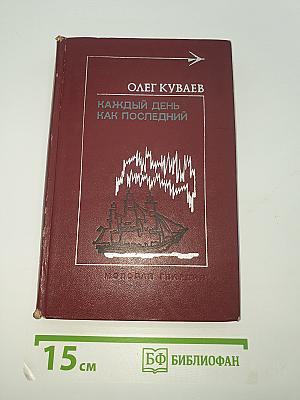 ОЛЕГ КУВАЕВ
КАЖДЫЙ ДЕНЬ
КАК ПОСЛЕДНИЙ
МОЛОДАЯ ГВАРДИЯ
15 см
БФ БИБЛИОФАН